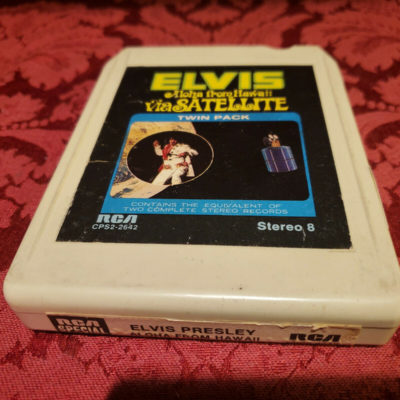 ELVIS
Aloha from Hawaii
via SATELLITE
TWIN PACK
CONTAINS THE EQUIVALENT OF
TWO COMPLETE STEREO RECORDS
RCA
CPS2-2642
Stereo 8
RCA
SPECIAL
ELVIS PRESLEY
ALOHA FROM HAWAII
RCA